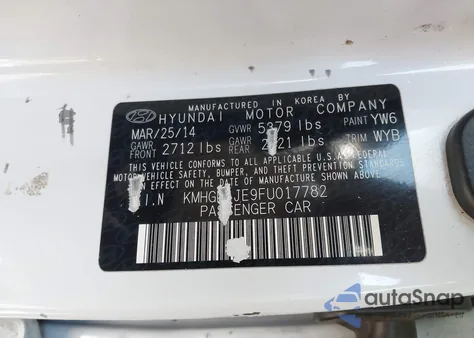 MANUFACTURED IN KOREA BY
HYUNDAI MOTOR COMPANY
MAR/25/14 GVWR lbs PAINT YW6
GAWR FRONT 2712 lbs GAWR REAR lbs TRIM WYB
THIS VEHICLE CONFORMS TO ALL APPLICABLE U.S.A FEDERAL
MOTOR VEHICLE SAFETY, BUMPER, AND THEFT PREVENTION STANDARDS
IN EFFECT ON THE DATE OF MANUFACTURE SHOWN ABOVE.
CAR
autoSnap